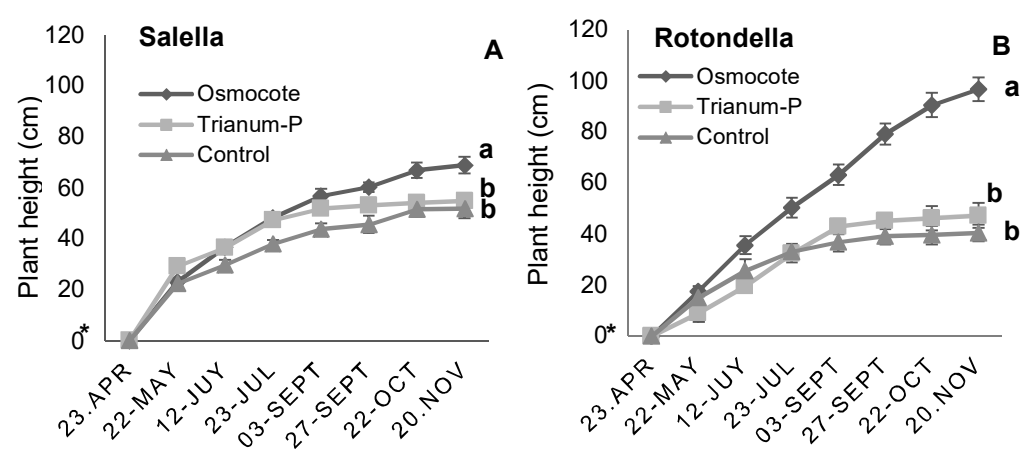 Salella
A
Plant height (cm)
120
100
80
60
40
20
0*
Osmocote
Trianum-P
Control
a
b
b
23.APR
22-MAY
12-JUY
23-JUL
03-SEPT
27-SEPT
22-OCT
20.NOV
Rotondella
B
Plant height (cm)
120
100
80
60
40
20
0*
Osmocote
Trianum-P
Control
a
b
b
23.APR
22-MAY
12-JUY
23-JUL
03-SEPT
27-SEPT
22-OCT
20.NOV